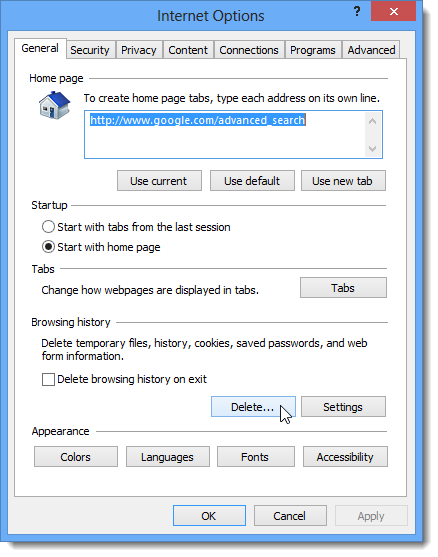 Internet Options
?
General Security Privacy Content Connections Programs Advanced
Home page
To create home page tabs, type each address on its own line.
http://www.google.com/advanced_search
Use current Use default Use new tab
Startup
Start with tabs from the last session
Start with home page
Tabs
Change how webpages are displayed in tabs. Tabs
Browsing history
Delete temporary files, history, cookies, saved passwords, and web
form information.
Delete browsing history on exit
Delete... Settings
Appearance
Colors Languages Fonts Accessibility
OK Cancel Apply